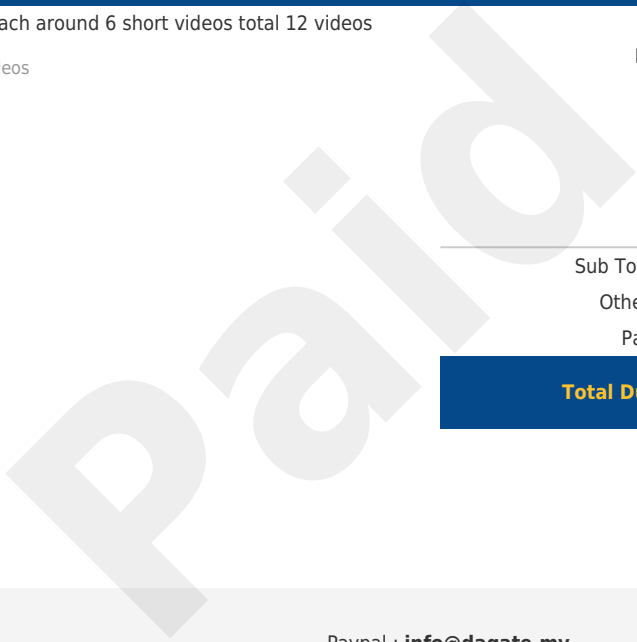 ach around 6 short videos total 12 videos
eos
Sub To
Othe
Pa
Total D
Paypal : info@dagate.my
Paid